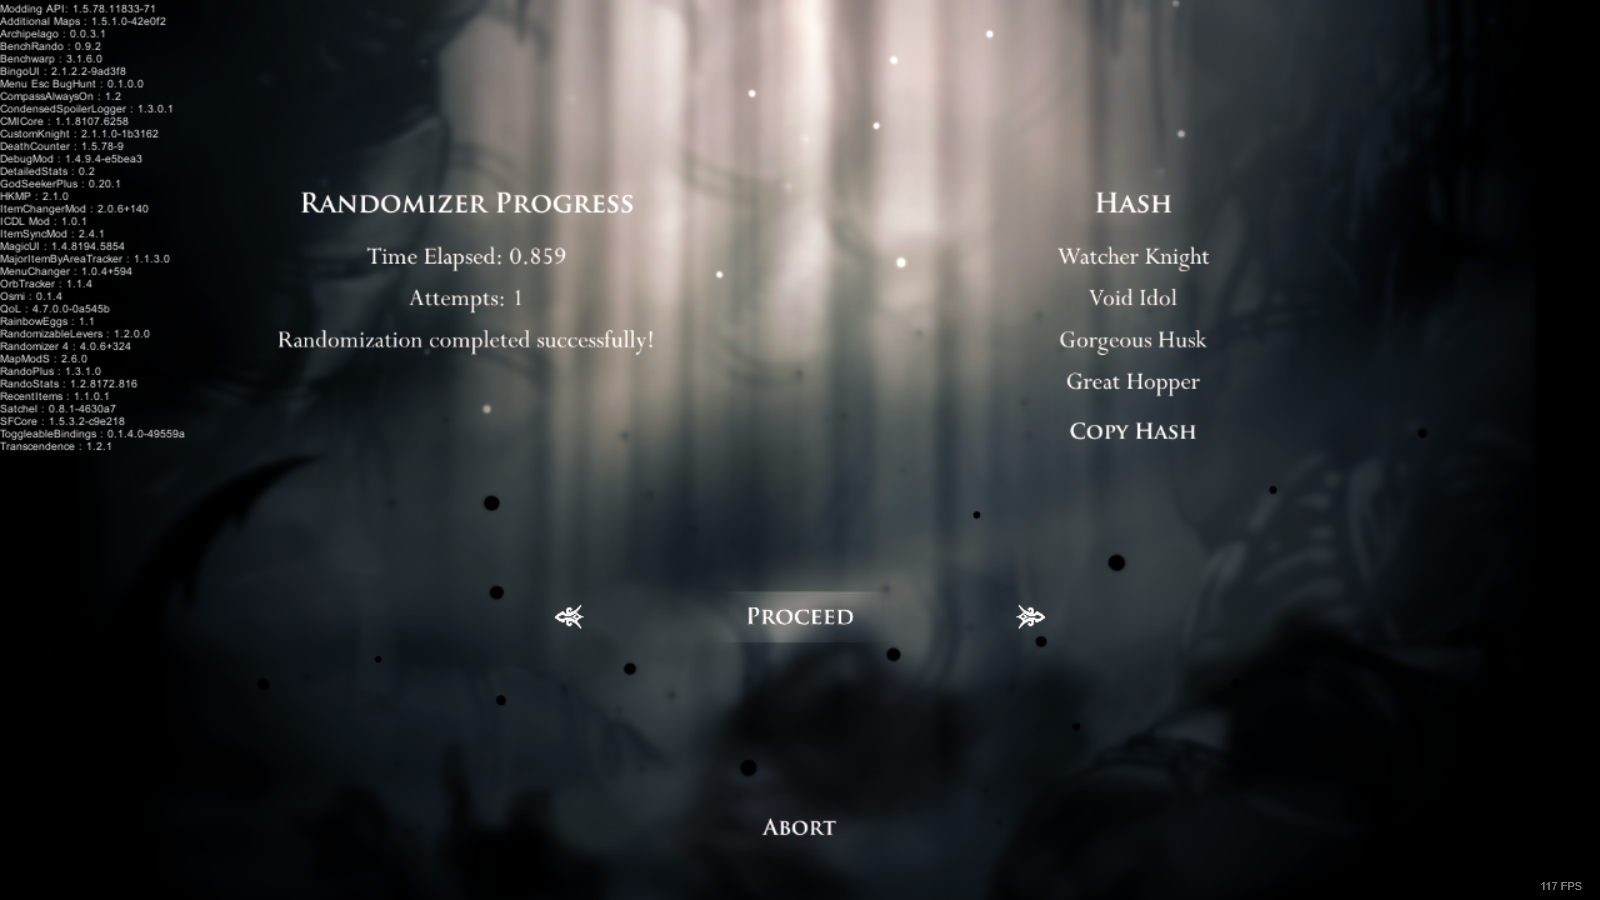 Modding API: 1.5.78.11833-71
Additional Maps : 1.5.1.0-42e0f2
Archipelago : 0.0.3.1
BenchRando : 0.9.2
Benchwarp : 3.1.6.0
BingoUI : 2.1.2.2-9ad3f8
Menu Esc BugHunt : 0.1.0.0
CompassAlwaysOn : 1.2
CondensedSpoilerLogger : 1.3.0.1
CMICore : 1.1.8107.6258
CustomKnight : 2.1.1.0-1b3162
DeathCounter : 1.5.78-9
DebugMod : 1.4.9.4-e5bea3
DetailedStats : 0.2
GodSeekerPlus : 0.20.1
HKMP : 2.1.0
ItemChangerMod : 2.0.6+140
ICDL Mod : 1.0.1
ItemSyncMod : 2.4.1
MagicUI : 1.4.8194.5854
MajorItemByAreaTracker : 1.1.3.0
MenuChanger : 1.0.4+594
OrbTracker : 1.1.4
Osmi : 0.1.4
QoL : 4.7.0.0-0a545b
RainbowEggs : 1.1
RandomizableLevers : 1.2.0.0
Randomizer 4 : 4.0.6+324
MapModS : 2.6.0
RandoPlus : 1.3.1.0
RandoStats : 1.2.8172.816
RecentItems : 1.1.0.1
Satchel : 0.8.1-4630a7
SFCore : 1.5.3.2-c9e218
ToggleableBindings : 0.1.4.0-49559a
Transcendence : 1.2.1
Randomizer Progress
Time Elapsed: 0.859
Attempts: 1
Randomization completed successfully!
Hash
Watcher Knight
Void Idol
Gorgeous Husk
Great Hopper
Copy Hash
Proceed
Abort
117 FPS